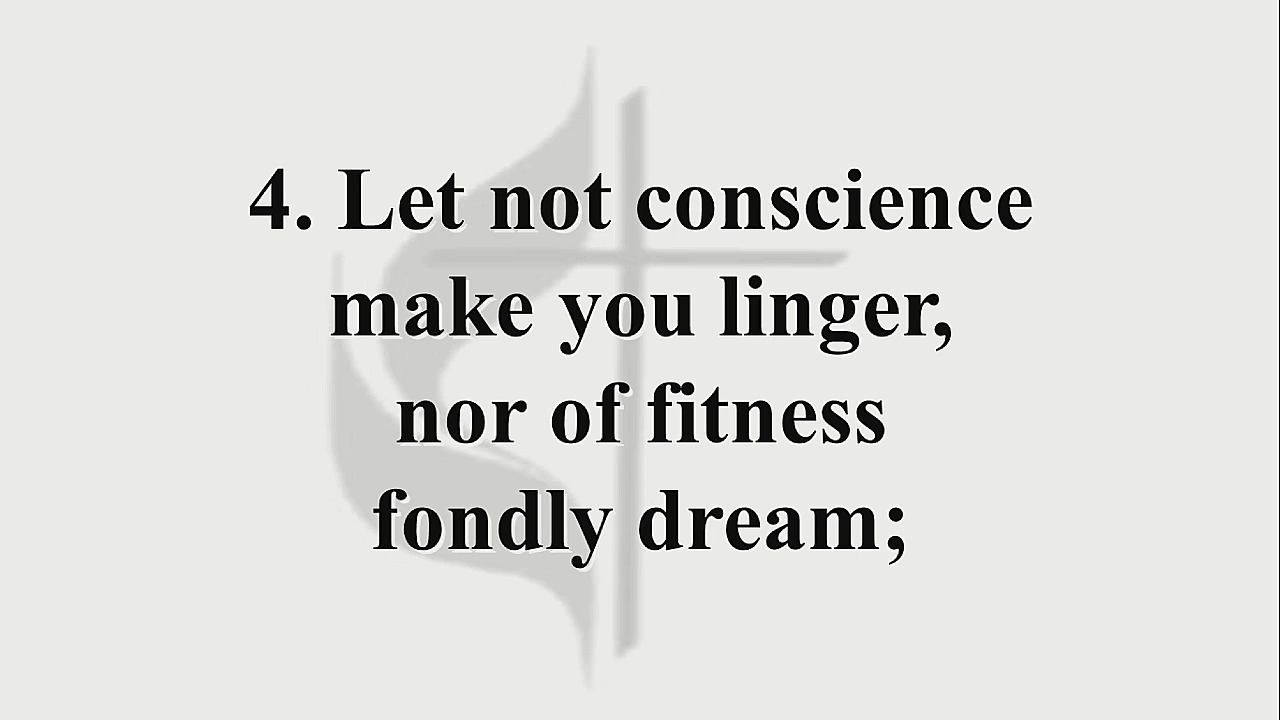 4. Let not conscience
make you linger,
nor of fitness
fondly dream;